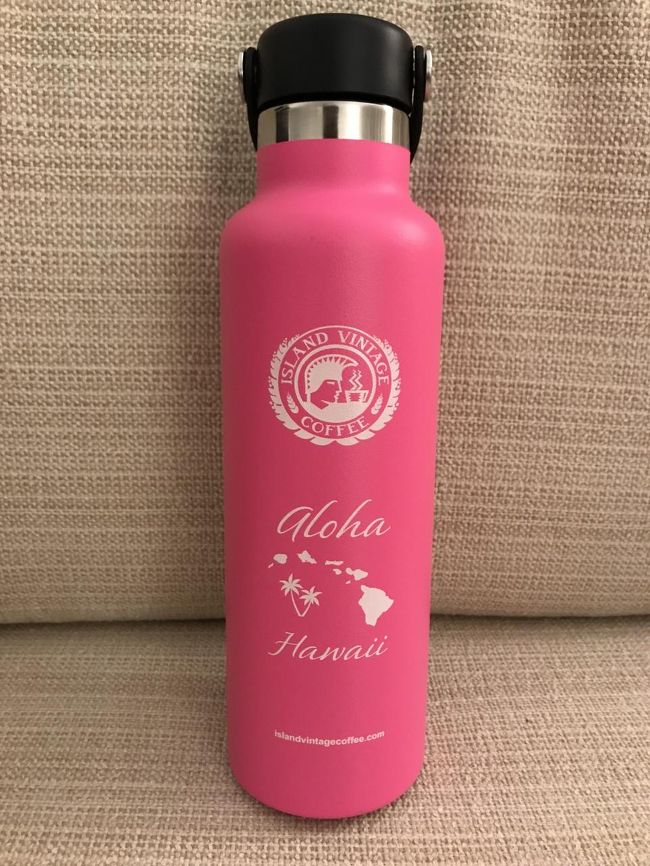 ISLAND VINTAGE
COFFEE
Aloha
Hawaii
islandvintagecoffee.com